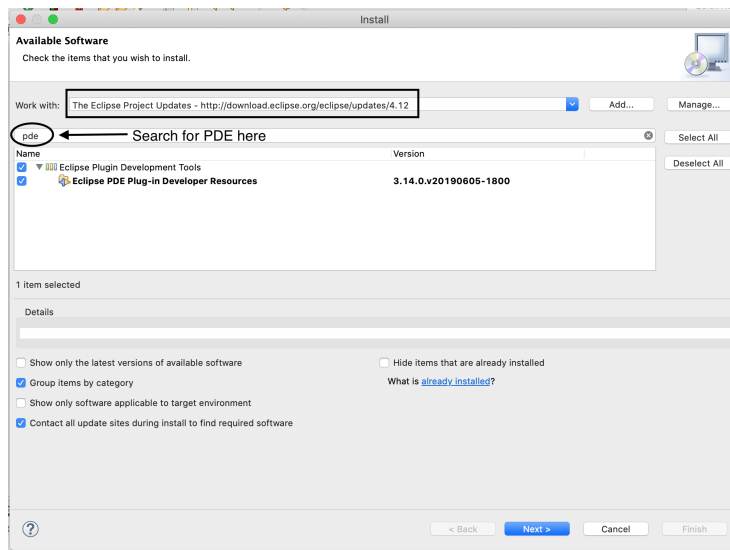 Install
Available Software
Check the items that you wish to install.
Work with: The Eclipse Project Updates - http://download.eclipse.org/eclipse/updates/4.12 Add... Manage...
pde Search for PDE here Select All
Name Version
Deselect All
Eclipse Plugin Development Tools
Eclipse PDE Plug-in Developer Resources 3.14.0.v20190605-1800
1 item selected
Details
Show only the latest versions of available software Hide items that are already installed
Group items by category What is already installed?
Show only software applicable to target environment
Contact all update sites during install to find required software
? < Back Next > Cancel Finish